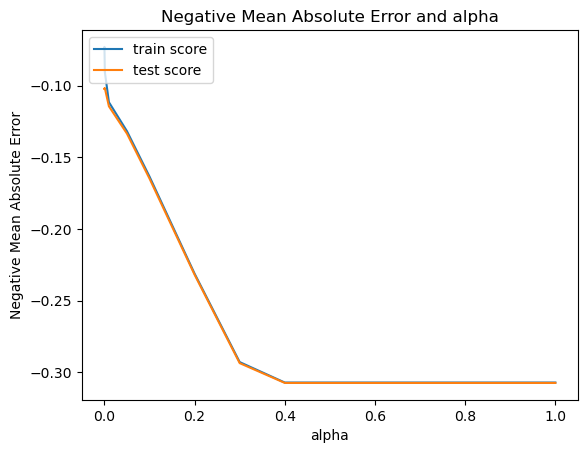 Negative Mean Absolute Error and alpha
train score
test score
Negative Mean Absolute Error
−0.10
−0.15
−0.20
−0.25
−0.30
0.0 0.2 0.4 0.6 0.8 1.0
alpha